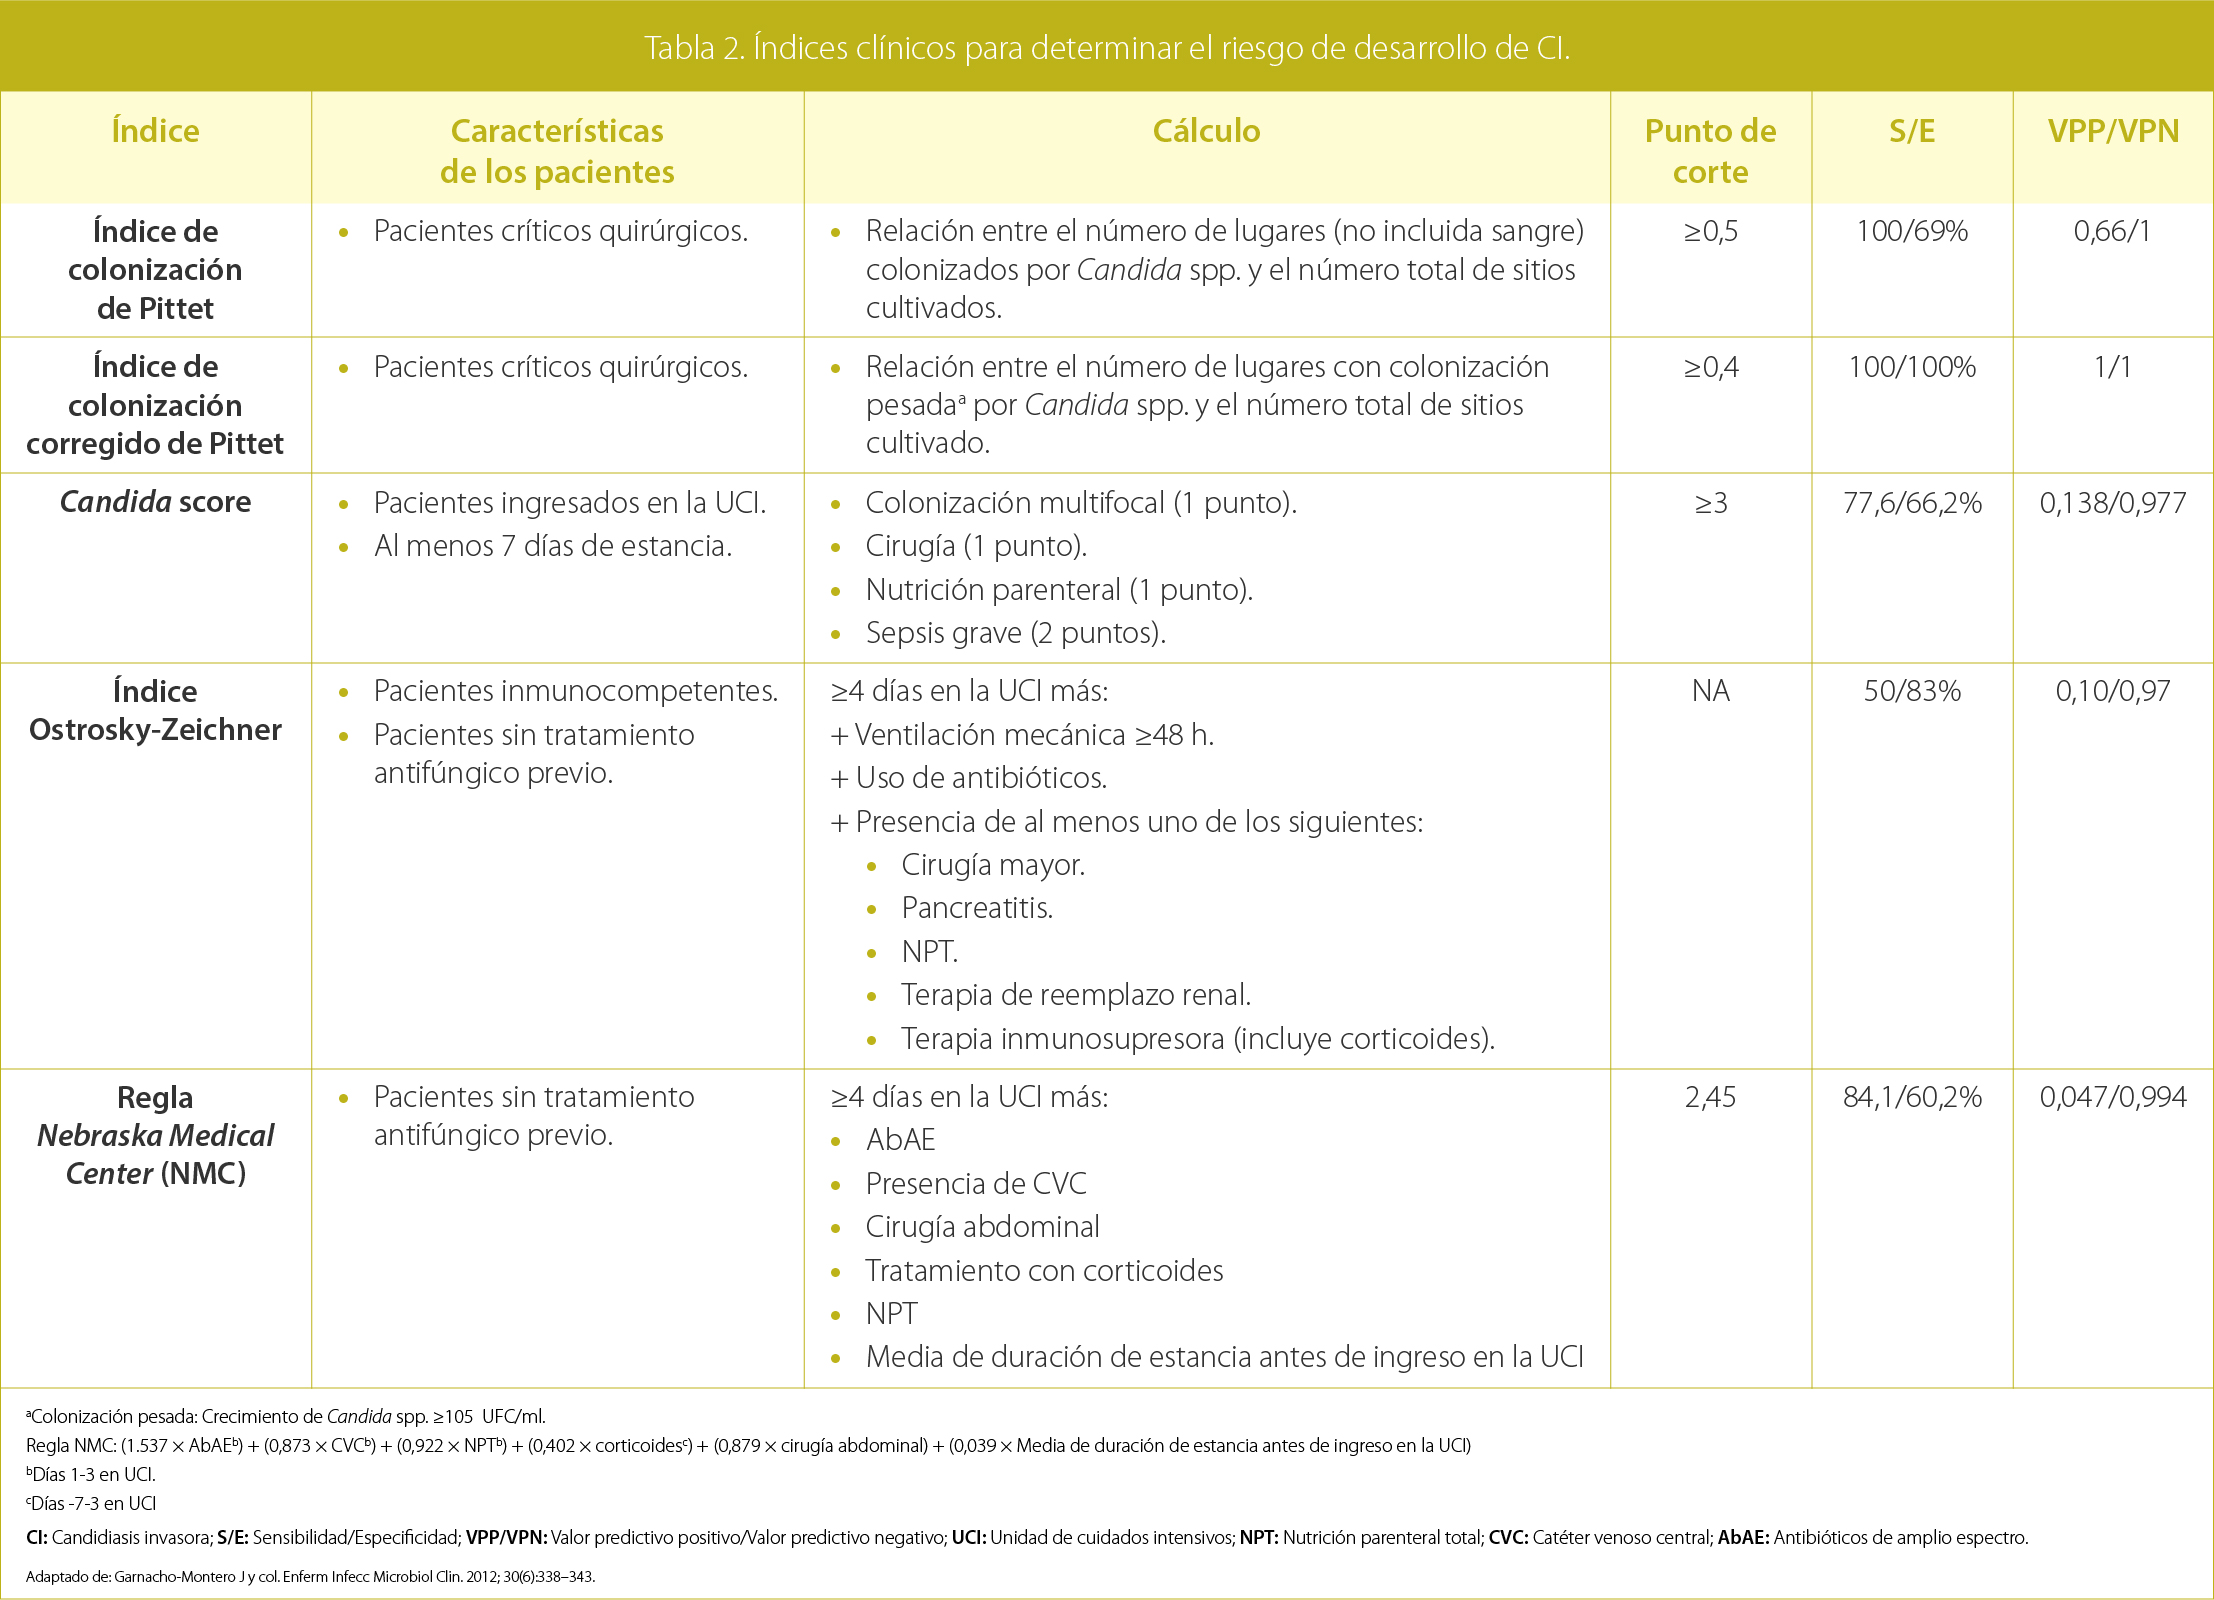 Tabla 2. Índices clínicos para determinar el riesgo de desarrollo de CI.
Índice
Características
de los pacientes
Cálculo
Punto de
corte
S/E
VPP/VPN
Índice de
colonización
de Pittet
• Pacientes críticos quirúrgicos.
• Relación entre el número de lugares (no incluida sangre)
colonizados por Candida spp. y el número total de sitios
cultivados.
≥0,5
100/69%
0,66/1
Índice de
colonización
corregido de Pittet
• Pacientes críticos quirúrgicos.
• Relación entre el número de lugares con colonización
pesadaᵃ por Candida spp. y el número total de sitios
cultivado.
≥0,4
100/100%
1/1
Candida score
• Pacientes ingresados en la UCI.
• Al menos 7 días de estancia.
• Colonización multifocal (1 punto).
• Cirugía (1 punto).
• Nutrición parenteral (1 punto).
• Sepsis grave (2 puntos).
≥3
77,6/66,2%
0,138/0,977
Índice
Ostrosky-Zeichner
• Pacientes inmunocompetentes.
• Pacientes sin tratamiento
antifúngico previo.
≥4 días en la UCI más:
+ Ventilación mecánica ≥48 h.
+ Uso de antibióticos.
+ Presencia de al menos uno de los siguientes:
• Cirugía mayor.
• Pancreatitis.
• NPT.
• Terapia de reemplazo renal.
• Terapia inmunosupresora (incluye corticoides).
NA
50/83%
0,10/0,97
Regla
Nebraska Medical
Center (NMC)
• Pacientes sin tratamiento
antifúngico previo.
≥4 días en la UCI más:
• AbAE
• Presencia de CVC
• Cirugía abdominal
• Tratamiento con corticoides
• NPT
• Media de duración de estancia antes de ingreso en la UCI
2,45
84,1/60,2%
0,047/0,994
ᵃColonización pesada: Crecimiento de Candida spp. ≥105 UFC/ml.
Regla NMC: (1.537 × AbAEᵇ) + (0,873 × CVCᵇ) + (0,922 × NPTᵇ) + (0,402 × corticoidesᶜ) + (0,879 × cirugía abdominal) + (0,039 × Media de duración de estancia antes de ingreso en la UCI)
ᵇDías 1-3 en UCI.
ᶜDías -7-3 en UCI
CI: Candidiasis invasora; S/E: Sensibilidad/Especificidad; VPP/VPN: Valor predictivo positivo/Valor predictivo negativo; UCI: Unidad de cuidados intensivos; NPT: Nutrición parenteral total; CVC: Catéter venoso central; AbAE: Antibióticos de amplio espectro.
Adaptado de: Garnacho-Montero J y col. Enferm Infecc Microbiol Clin. 2012; 30(6):338–343.